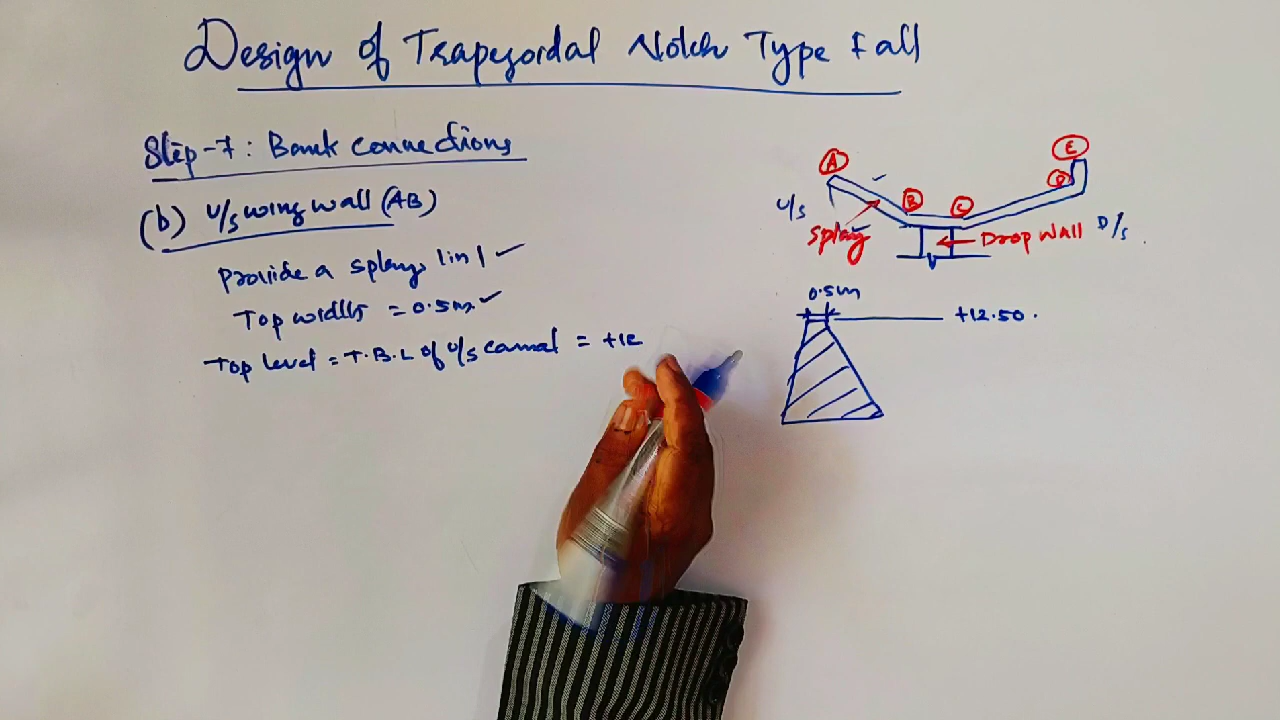 Design of Trapezoidal Notch Type Fall
Step-7: Bank connections
(b) U/s wing wall (AB)
Provide a splay, 1 in 1
Top width = 0.5m
Top level = T.B.L of U/s canal = +12
A
E
B
C
D
U/s
Splay
Drop Wall
D/s
0.5m
+12.50